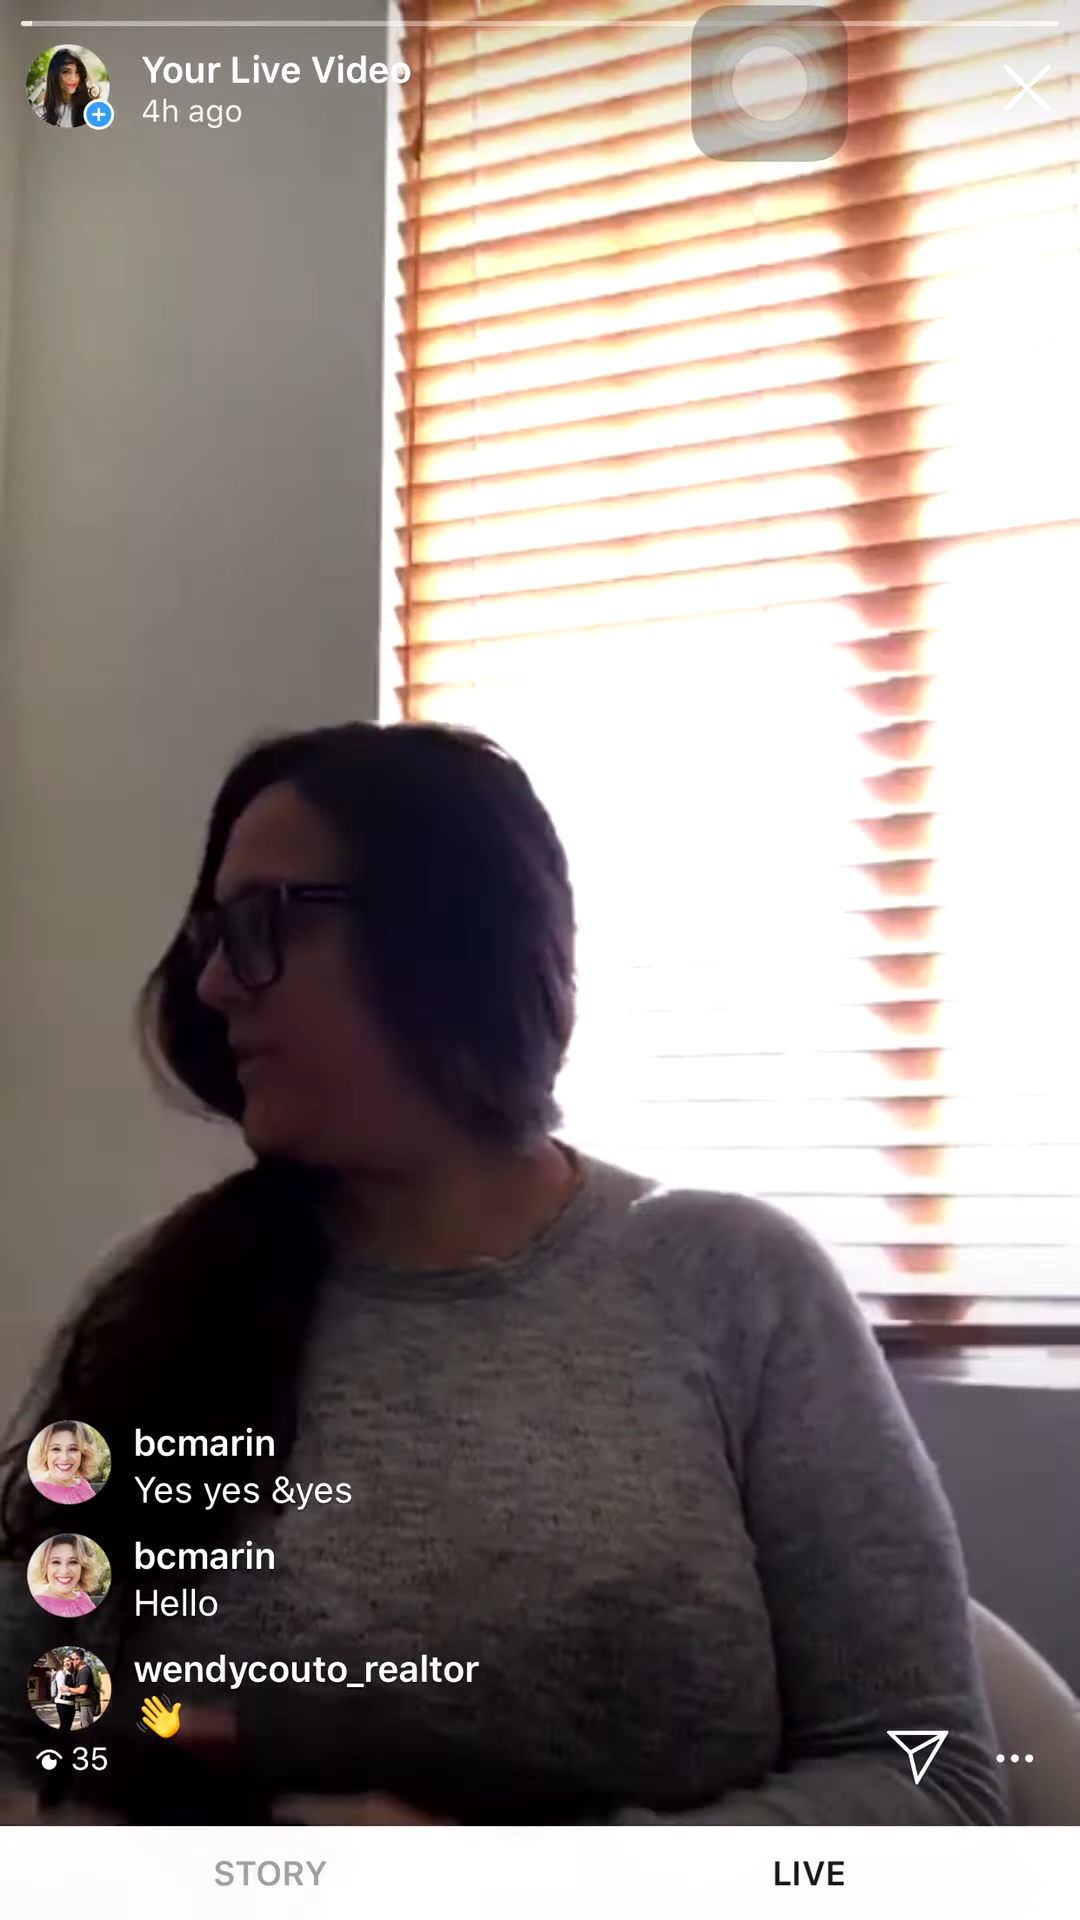 Your Live Video
4h ago
bcmarin
Yes yes &yes
bcmarin
Hello
wendycouto_realtor
👋
35
STORY
LIVE